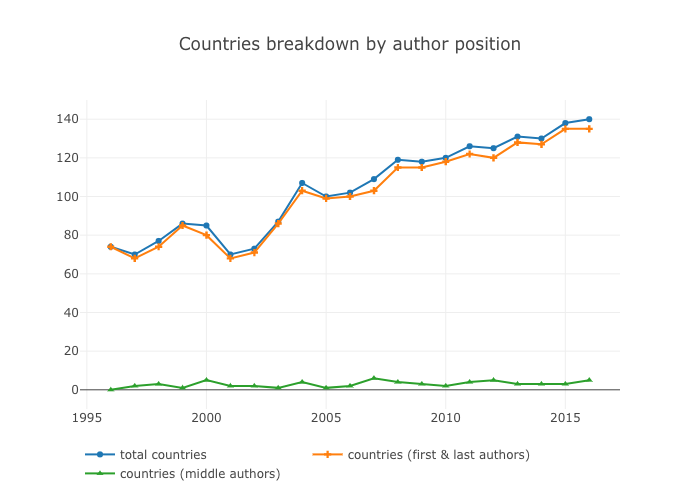 Countries breakdown by author position
140
120
100
80
60
40
20
0
1995 2000 2005 2010 2015
total countries countries (first & last authors)
countries (middle authors)